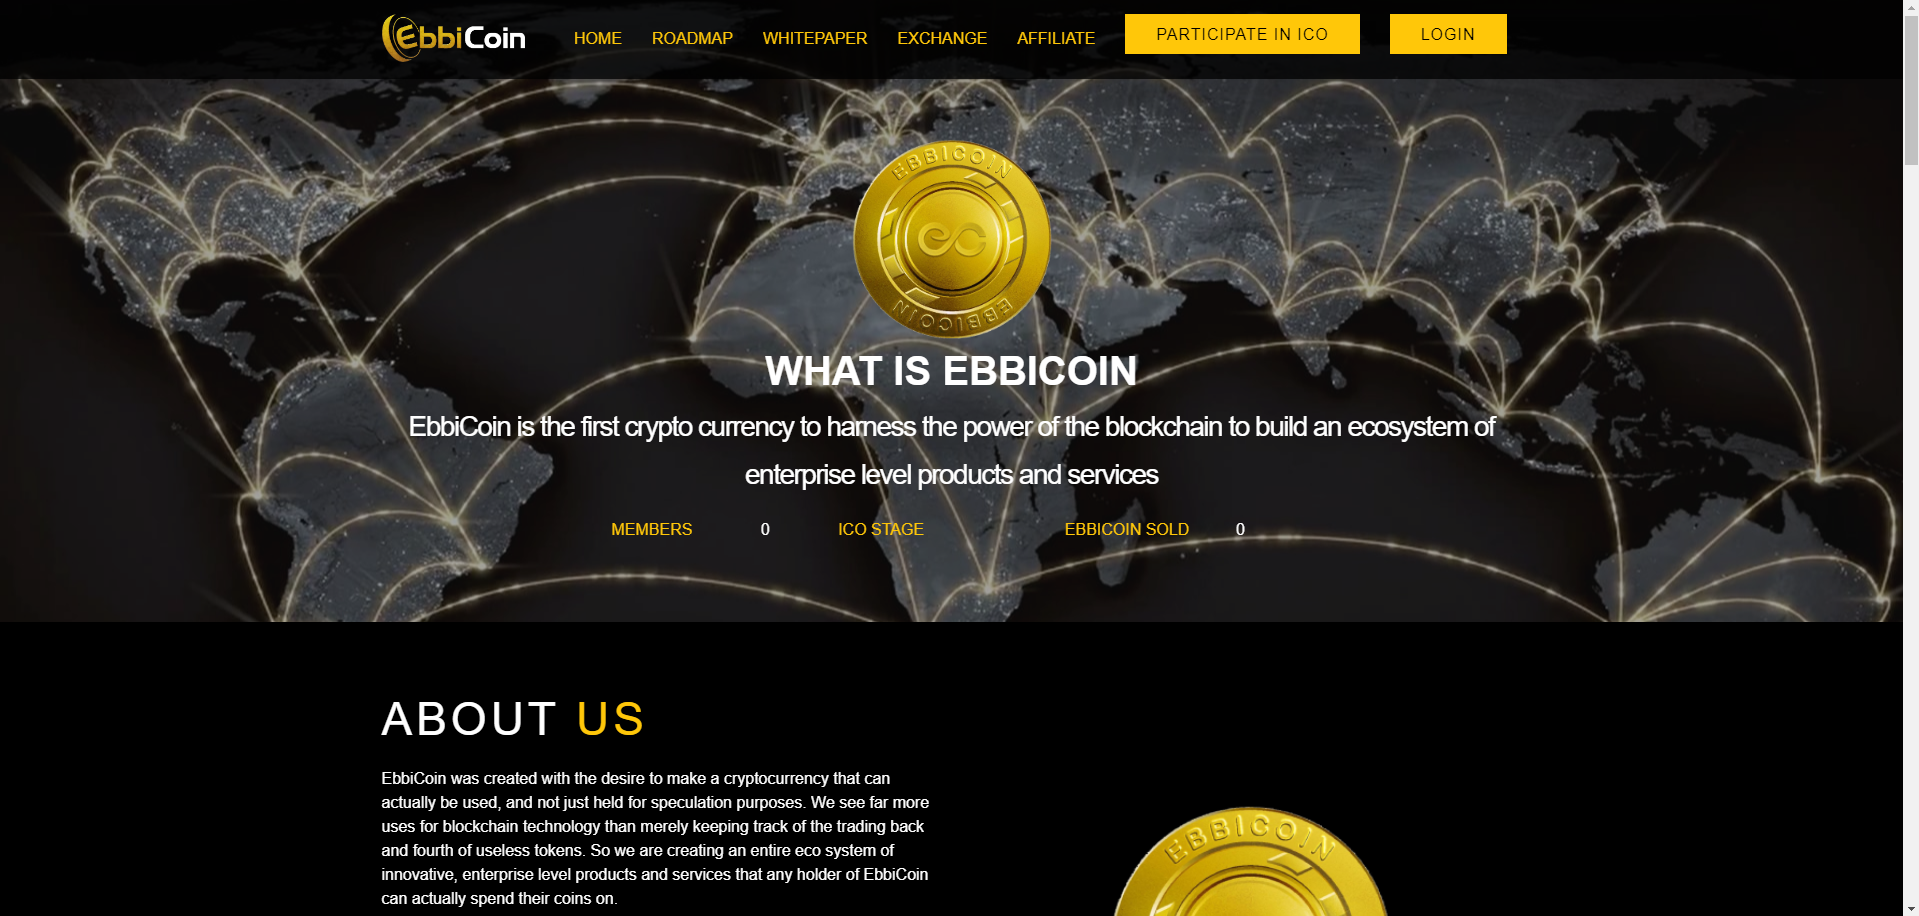 EbbiCoin
HOME ROADMAP WHITEPAPER EXCHANGE AFFILIATE PARTICIPATE IN ICO LOGIN
EBBICOIN
EBBICOIN
WHAT IS EBBICOIN
EbbiCoin is the first crypto currency to harness the power of the blockchain to build an ecosystem of
enterprise level products and services
MEMBERS 0 ICO STAGE EBBICOIN SOLD 0
ABOUT US
EbbiCoin was created with the desire to make a cryptocurrency that can
actually be used, and not just held for speculation purposes. We see far more
uses for blockchain technology than merely keeping track of the trading back
and fourth of useless tokens. So we are creating an entire eco system of
innovative, enterprise level products and services that any holder of EbbiCoin
can actually spend their coins on.
EBBICOIN